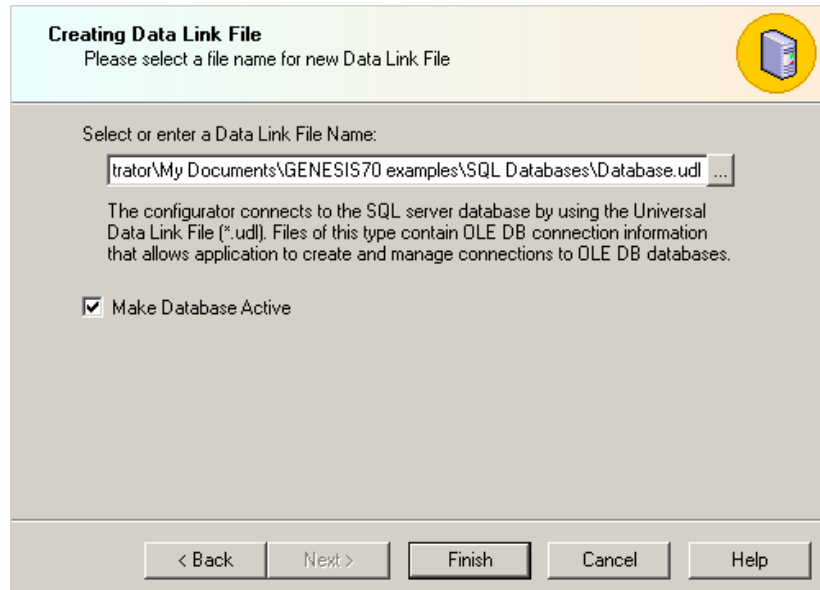 Creating Data Link File
Please select a file name for new Data Link File
Select or enter a Data Link File Name:
trator\My Documents\GENESIS70 examples\SQL Databases\Database.udl ...
The configurator connects to the SQL server database by using the Universal
Data Link File (*.udl). Files of this type contain OLE DB connection information
that allows application to create and manage connections to OLE DB databases.
Make Database Active
< Back Next > Finish Cancel Help